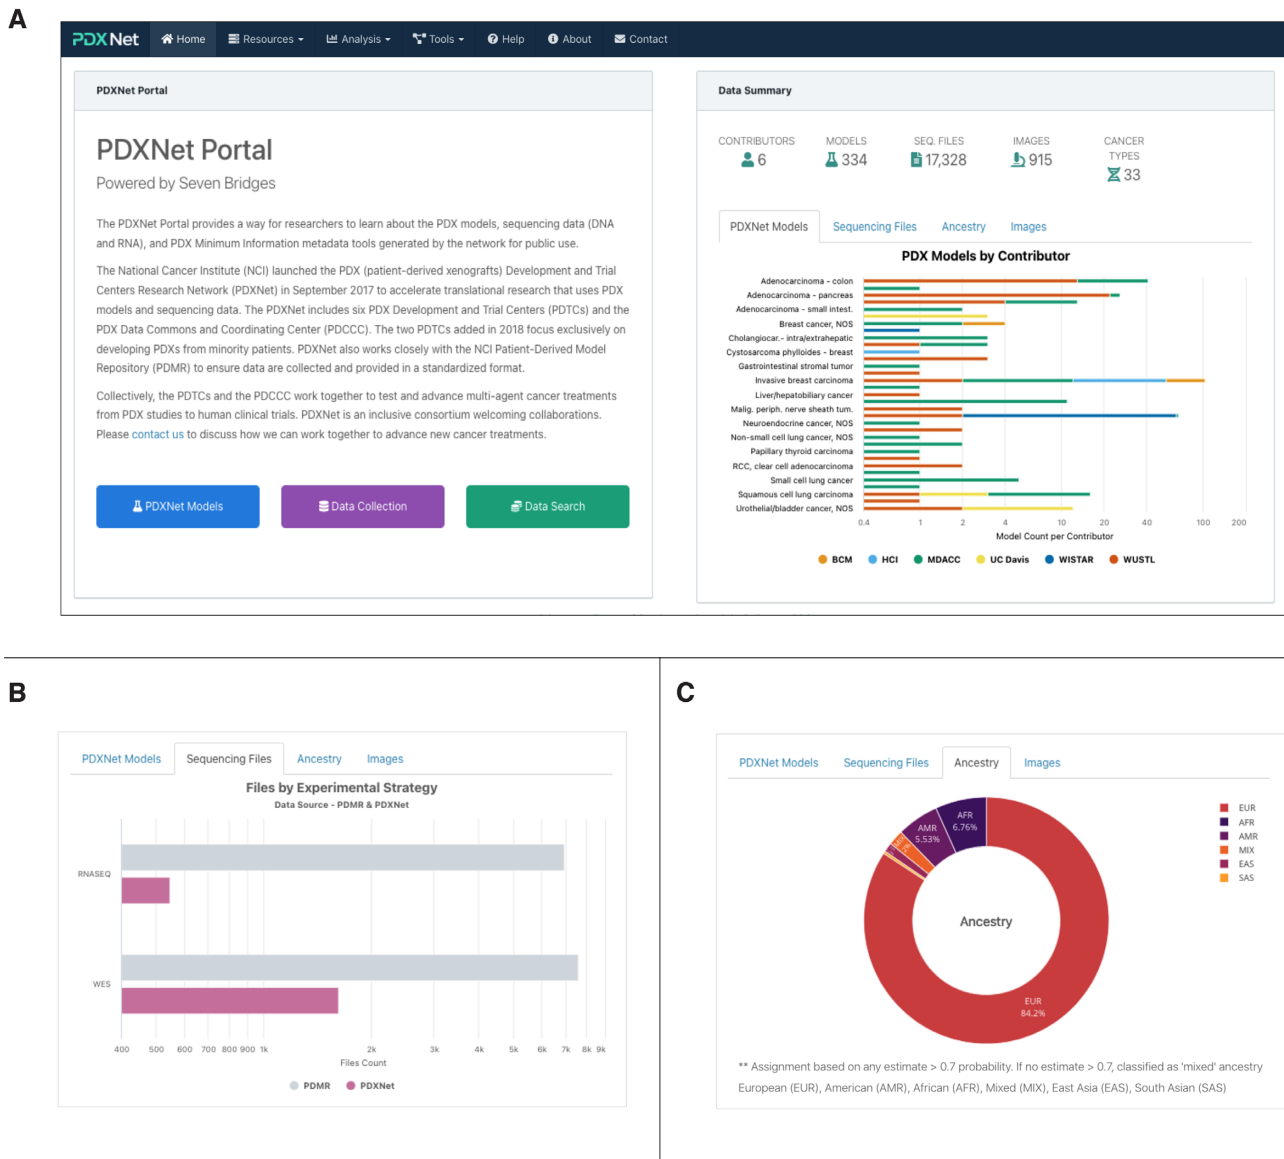 A
PDXNet
Home
Resources
Analysis
Tools
Help
About
Contact
PDXNet Portal
PDXNet Portal
Powered by Seven Bridges
The PDXNet Portal provides a way for researchers to learn about the PDX models, sequencing data (DNA
and RNA), and PDX Minimum Information metadata tools generated by the network for public use.
The National Cancer Institute (NCI) launched the PDX (patient-derived xenografts) Development and Trial
Centers Research Network (PDXNet) in September 2017 to accelerate translational research that uses PDX
models and sequencing data. The PDXNet includes six PDX Development and Trial Centers (PDTCs) and the
PDX Data Commons and Coordinating Center (PDCCC). The two PDTCs added in 2018 focus exclusively on
developing PDXs from minority patients. PDXNet also works closely with the NCI Patient-Derived Model
Repository (PDMR) to ensure data are collected and provided in a standardized format.
Collectively, the PDTCs and the PDCCC work together to test and advance multi-agent cancer treatments
from PDX studies to human clinical trials. PDXNet is an inclusive consortium welcoming collaborations.
Please contact us to discuss how we can work together to advance new cancer treatments.
PDXNet Models
Data Collection
Data Search
Data Summary
CONTRIBUTORS
6
MODELS
334
SEQ. FILES
17,328
IMAGES
915
CANCER
TYPES
33
PDXNet Models
Sequencing Files
Ancestry
Images
PDX Models by Contributor
Adenocarcinoma - colon
Adenocarcinoma - pancreas
Adenocarcinoma - small intest.
Breast cancer, NOS
Cholangiocar.- intra/extrahepatic
Cystosarcoma phylloides - breast
Gastrointestinal stromal tumor
Invasive breast carcinoma
Liver/hepatobiliary cancer
Malig. periph. nerve sheath tum.
Neuroendocrine cancer, NOS
Non-small cell lung cancer, NOS
Papillary thyroid carcinoma
RCC, clear cell adenocarcinoma
Small cell lung cancer
Squamous cell lung carcinoma
Urothelial/bladder cancer, NOS
0.4 1 2 4 10 20 40 100 200
Model Count per Contributor
BCM HCI MDACC UC Davis WISTAR WUSTL
B
PDXNet Models
Sequencing Files
Ancestry
Images
Files by Experimental Strategy
Data Source - PDMR & PDXNet
RNASEQ
WES
400 500 600 700 800 900 1k 2k 3k 4k 5k 6k 7k 8k 9k
Files Count
PDMR PDXNet
C
PDXNet Models
Sequencing Files
Ancestry
Images
AFR
6.76%
AMR
5.53%
Ancestry
EUR
84.2%
EUR
AFR
AMR
MIX
EAS
SAS
** Assignment based on any estimate > 0.7 probability. If no estimate > 0.7, classified as 'mixed' ancestry
European (EUR), American (AMR), African (AFR), Mixed (MIX), East Asia (EAS), South Asian (SAS)